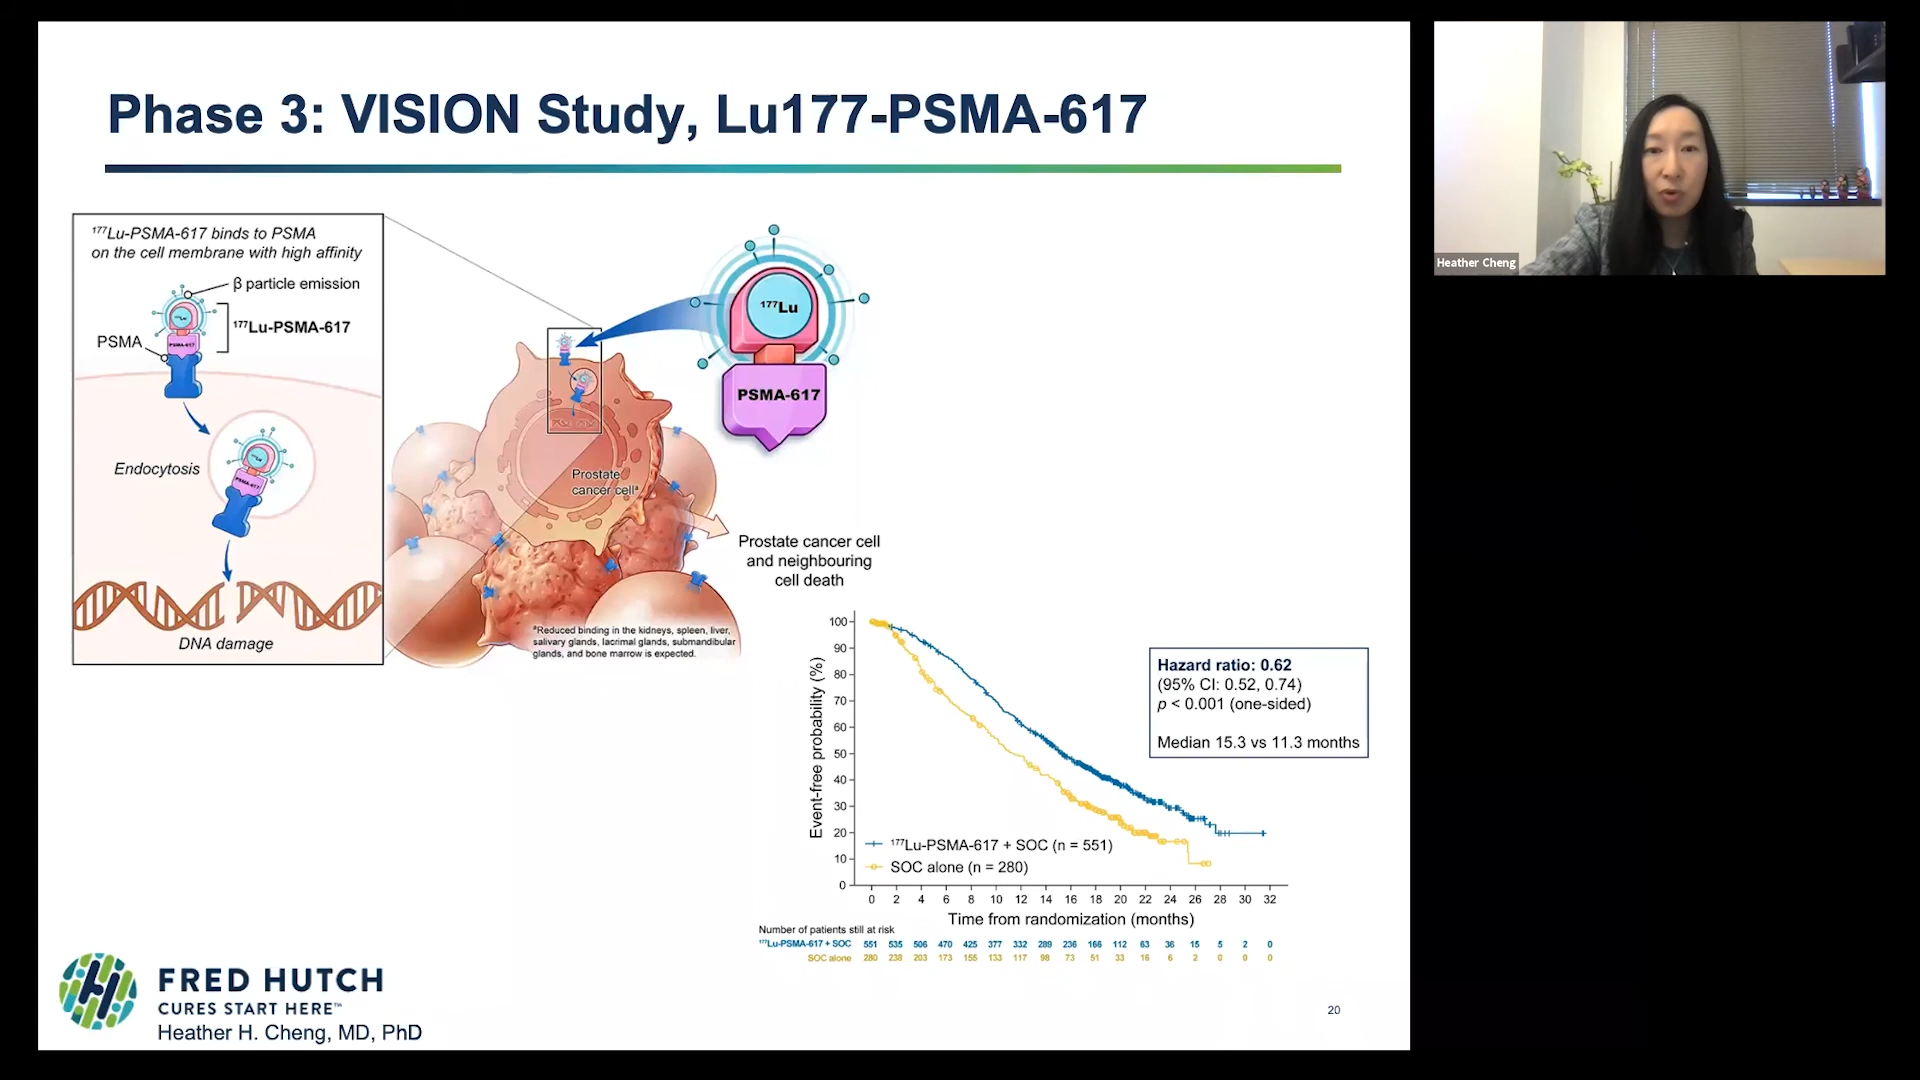 Phase 3: VISION Study, Lu177-PSMA-617
177Lu-PSMA-617 binds to PSMA
on the cell membrane with high affinity
β particle emission
177Lu-PSMA-617
PSMA
177Lu
PSMA-617
Endocytosis
PSMA-617
DNA damage
177Lu
PSMA-617
Prostate
cancer cella
Prostate cancer cell
and neighbouring
cell death
aReduced binding in the kidneys, spleen, liver,
salivary glands, lacrimal glands, submandibular
glands, and bone marrow is expected.
Event-free probability (%)
100
90
80
70
60
50
40
30
20
10
0
177Lu-PSMA-617 + SOC (n = 551)
SOC alone (n = 280)
0 2 4 6 8 10 12 14 16 18 20 22 24 26 28 30 32
Time from randomization (months)
Hazard ratio: 0.62
(95% CI: 0.52, 0.74)
p < 0.001 (one-sided)
Median 15.3 vs 11.3 months
Number of patients still at risk
177Lu-PSMA-617 + SOC 551 535 506 470 425 377 332 289 236 166 112 63 36 15 5 2 0
SOC alone 280 238 203 173 155 133 117 98 73 51 33 16 6 2 0 0 0
FRED HUTCH
CURES START HERE™
Heather H. Cheng, MD, PhD
20
Heather Cheng